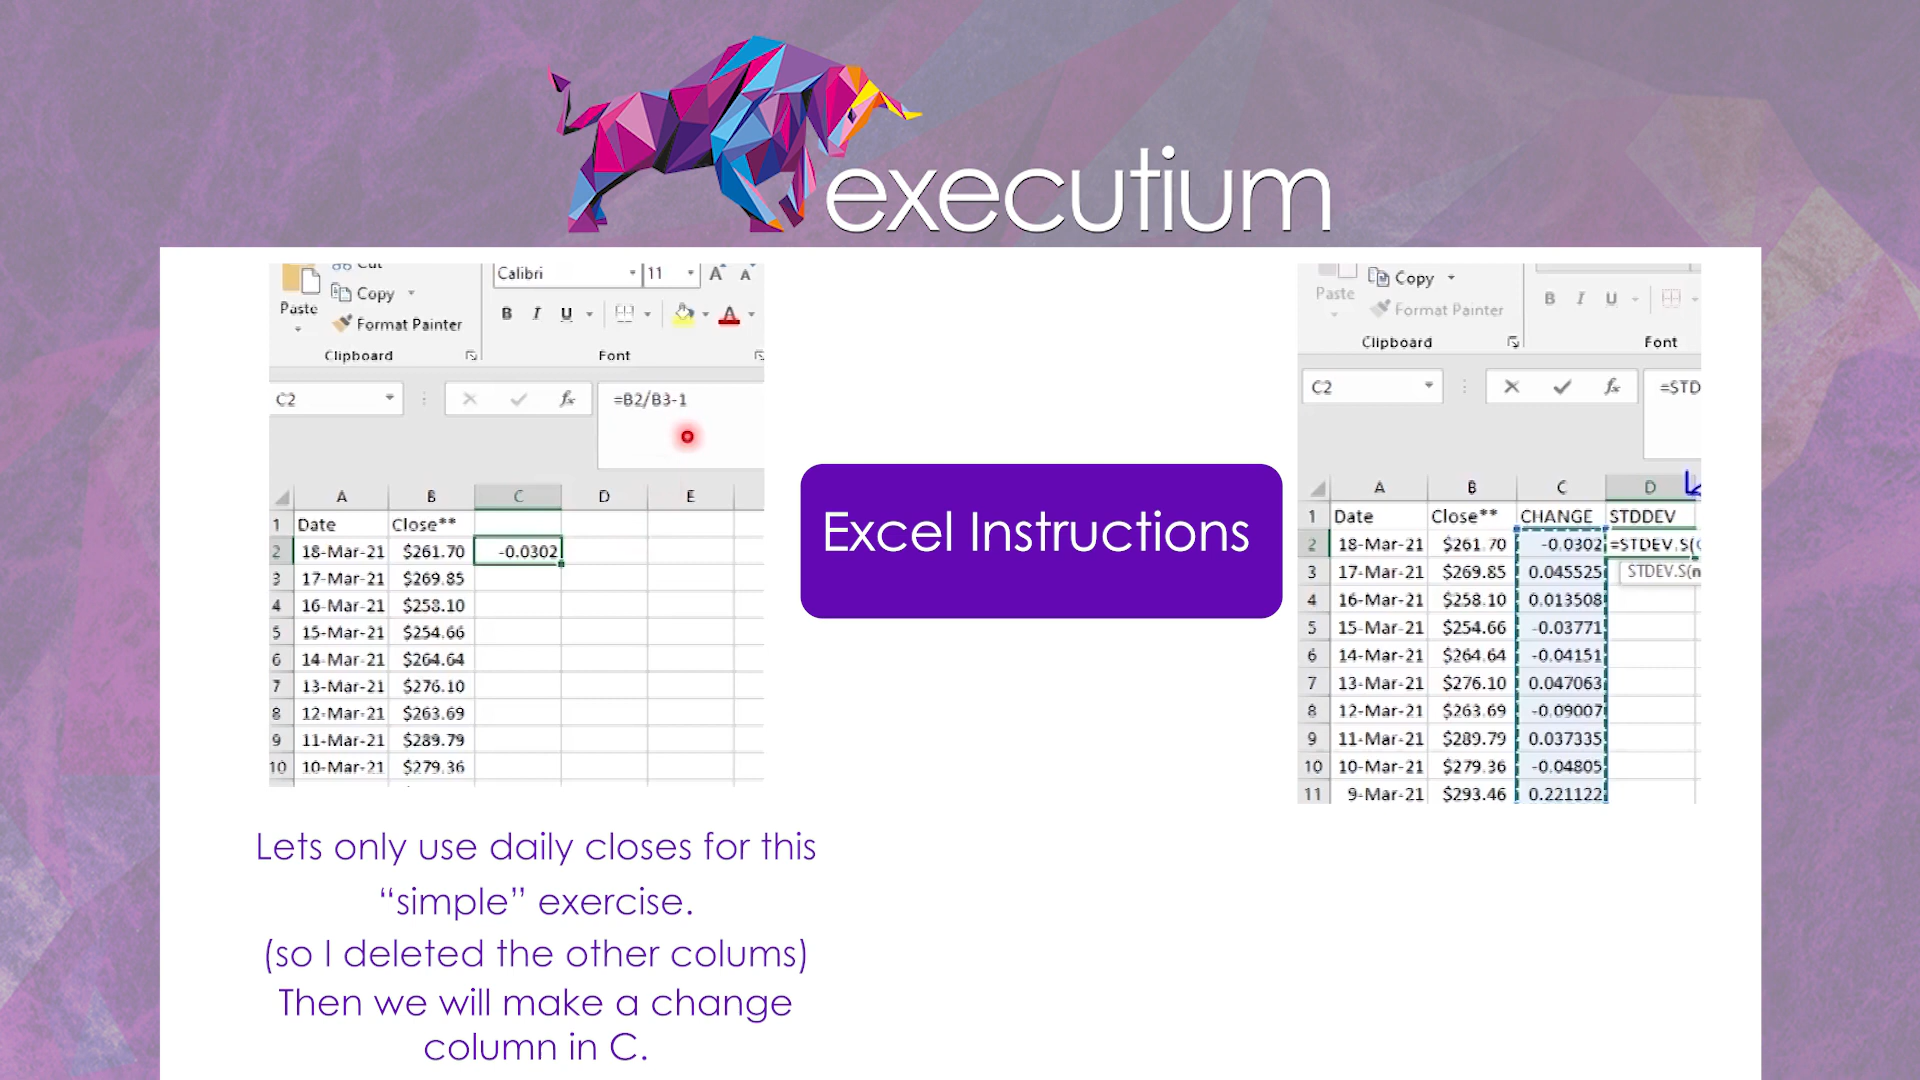 executium
Cut
Copy
Paste
Format Painter
Clipboard
Calibri
11
A A
B I U
A
Font
C2
fx
=B2/B3-1
A B C D E
1 Date Close**
2 18-Mar-21 $261.70 -0.0302
3 17-Mar-21 $269.85
4 16-Mar-21 $258.10
5 15-Mar-21 $254.66
6 14-Mar-21 $264.64
7 13-Mar-21 $276.10
8 12-Mar-21 $263.69
9 11-Mar-21 $289.79
10 10-Mar-21 $279.36
Excel Instructions
Copy
Paste
Format Painter
Clipboard
B I U
Font
C2
fx
=STD
A B C D
1 Date Close** CHANGE STDDEV
2 18-Mar-21 $261.70 -0.0302 =STDEV.S(
3 17-Mar-21 $269.85 0.045525 STDEV.S(n
4 16-Mar-21 $258.10 0.013508
5 15-Mar-21 $254.66 -0.03771
6 14-Mar-21 $264.64 -0.04151
7 13-Mar-21 $276.10 0.047063
8 12-Mar-21 $263.69 -0.09007
9 11-Mar-21 $289.79 0.037335
10 10-Mar-21 $279.36 -0.04805
11 9-Mar-21 $293.46 0.221122
Lets only use daily closes for this
“simple” exercise.
(so I deleted the other colums)
Then we will make a change
column in C.